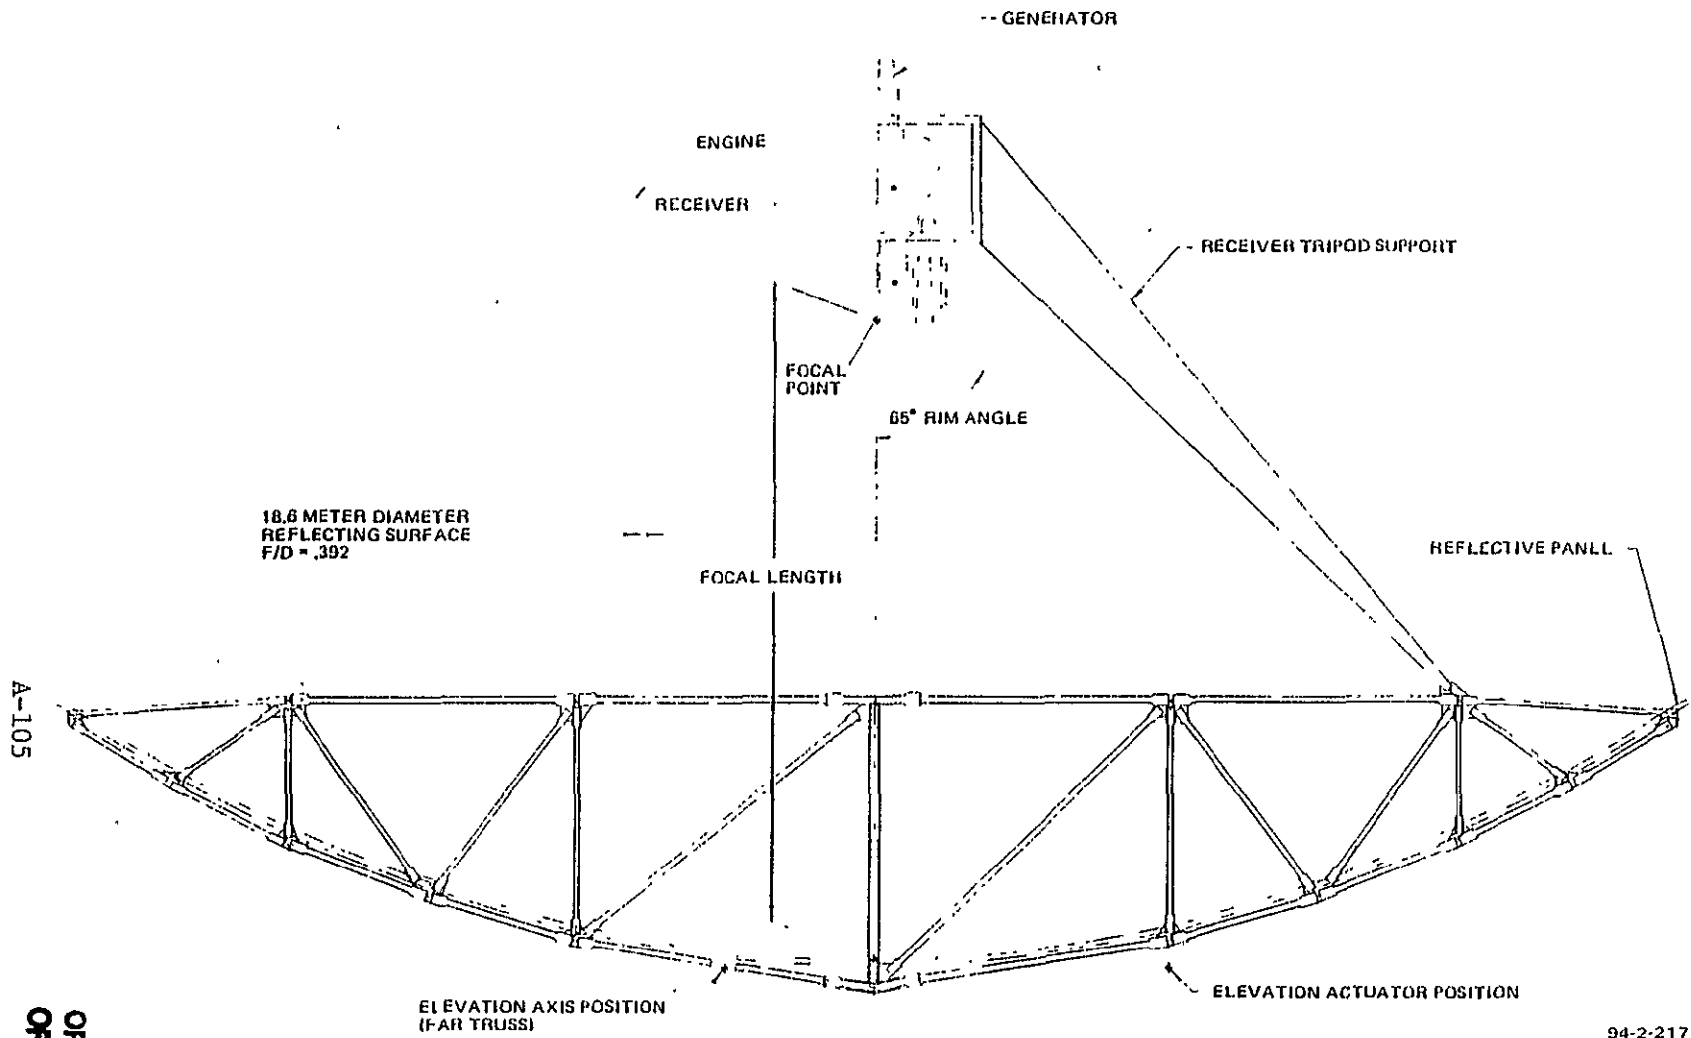 GENERATOR
ENGINE
RECEIVER
RECEIVER TRIPOD SUPPORT
FOCAL
POINT
65° RIM ANGLE
18.6 METER DIAMETER
REFLECTING SURFACE
F/D = .392
REFLECTIVE PANEL
FOCAL LENGTH
A-105
ELEVATION AXIS POSITION
(FAR TRUSS)
ELEVATION ACTUATOR POSITION
94-2-217